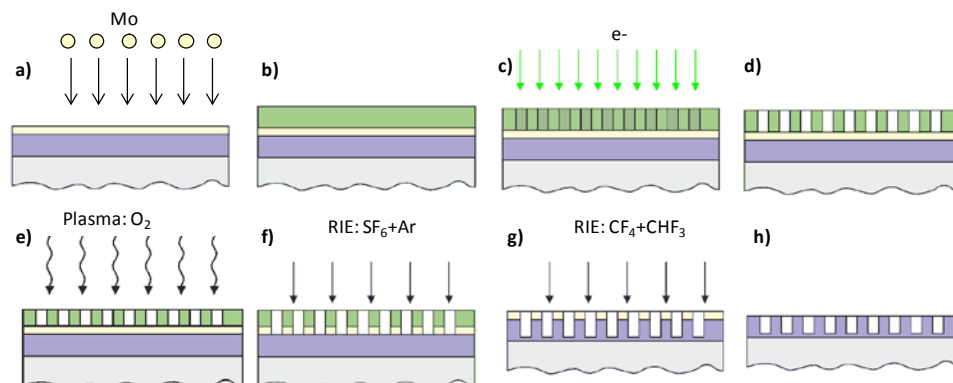 Mo
a)
b)
e-
c)
d)
Plasma: O₂
e)
RIE: SF₆+Ar
f)
RIE: CF₄+CHF₃
g)
h)